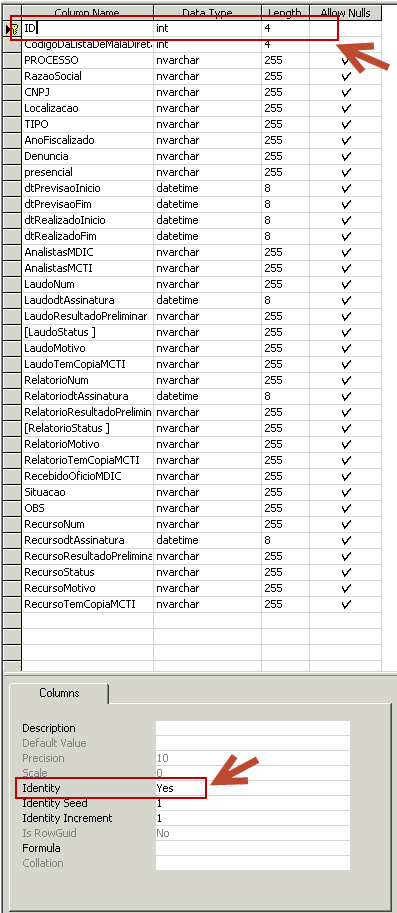 Column Name Data Type Length Allow Nulls
ID int 4
CodigoDaListaDeMalaDiret int 4
PROCESSO nvarchar 255
RazaoSocial nvarchar 255
CNPJ nvarchar 255
Localizacao nvarchar 255
TIPO nvarchar 255
AnoFiscalizado nvarchar 255
Denuncia nvarchar 255
presencial nvarchar 255
dtPrevisaoInicio datetime 8
dtPrevisaoFim datetime 8
dtRealizadoInicio datetime 8
dtRealizadoFim datetime 8
AnalistasMDIC nvarchar 255
AnalistasMCTI nvarchar 255
LaudoNum nvarchar 255
LaudodtAssinatura datetime 8
LaudoResultadoPreliminar nvarchar 255
[LaudoStatus ] nvarchar 255
LaudoMotivo nvarchar 255
LaudoTemCopiaMCTI nvarchar 255
RelatorioNum nvarchar 255
RelatoriodtAssinatura datetime 8
RelatorioResultadoPrelimin nvarchar 255
[RelatorioStatus ] nvarchar 255
RelatorioMotivo nvarchar 255
RelatorioTemCopiaMCTI nvarchar 255
RecebidoOficioMDIC nvarchar 255
Situacao nvarchar 255
OBS nvarchar 255
RecursoNum nvarchar 255
RecursodtAssinatura datetime 8
RecursoResultadoPrelimina nvarchar 255
RecursoStatus nvarchar 255
RecursoMotivo nvarchar 255
RecursoTemCopiaMCTI nvarchar 255
Columns
Description
Default Value
Precision 10
Scale 0
Identity Yes
Identity Seed 1
Identity Increment 1
Is RowGuid No
Formula
Collation